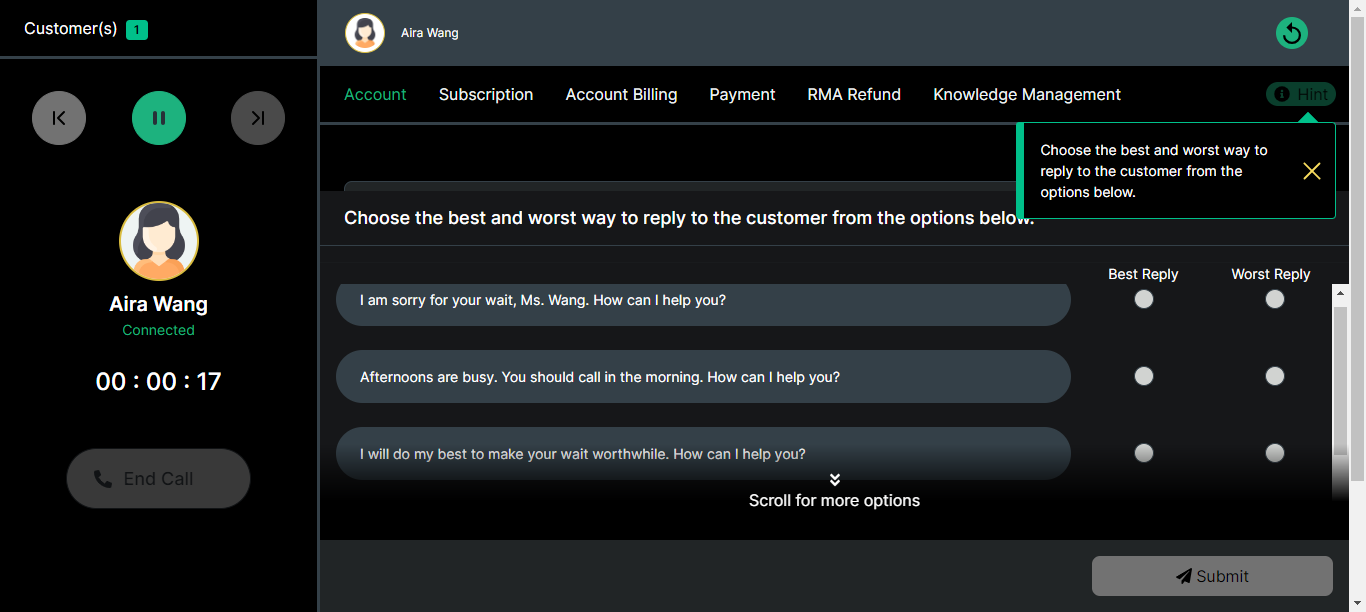 Customer(s) 1
Aira Wang
Connected
00 : 00 : 17
End Call
Aira Wang
Account Subscription Account Billing Payment RMA Refund Knowledge Management Hint
Choose the best and worst way to
reply to the customer from the
options below.
Choose the best and worst way to reply to the customer from the options below.
Best Reply Worst Reply
I am sorry for your wait, Ms. Wang. How can I help you?
Afternoons are busy. You should call in the morning. How can I help you?
I will do my best to make your wait worthwhile. How can I help you?
Scroll for more options
Submit